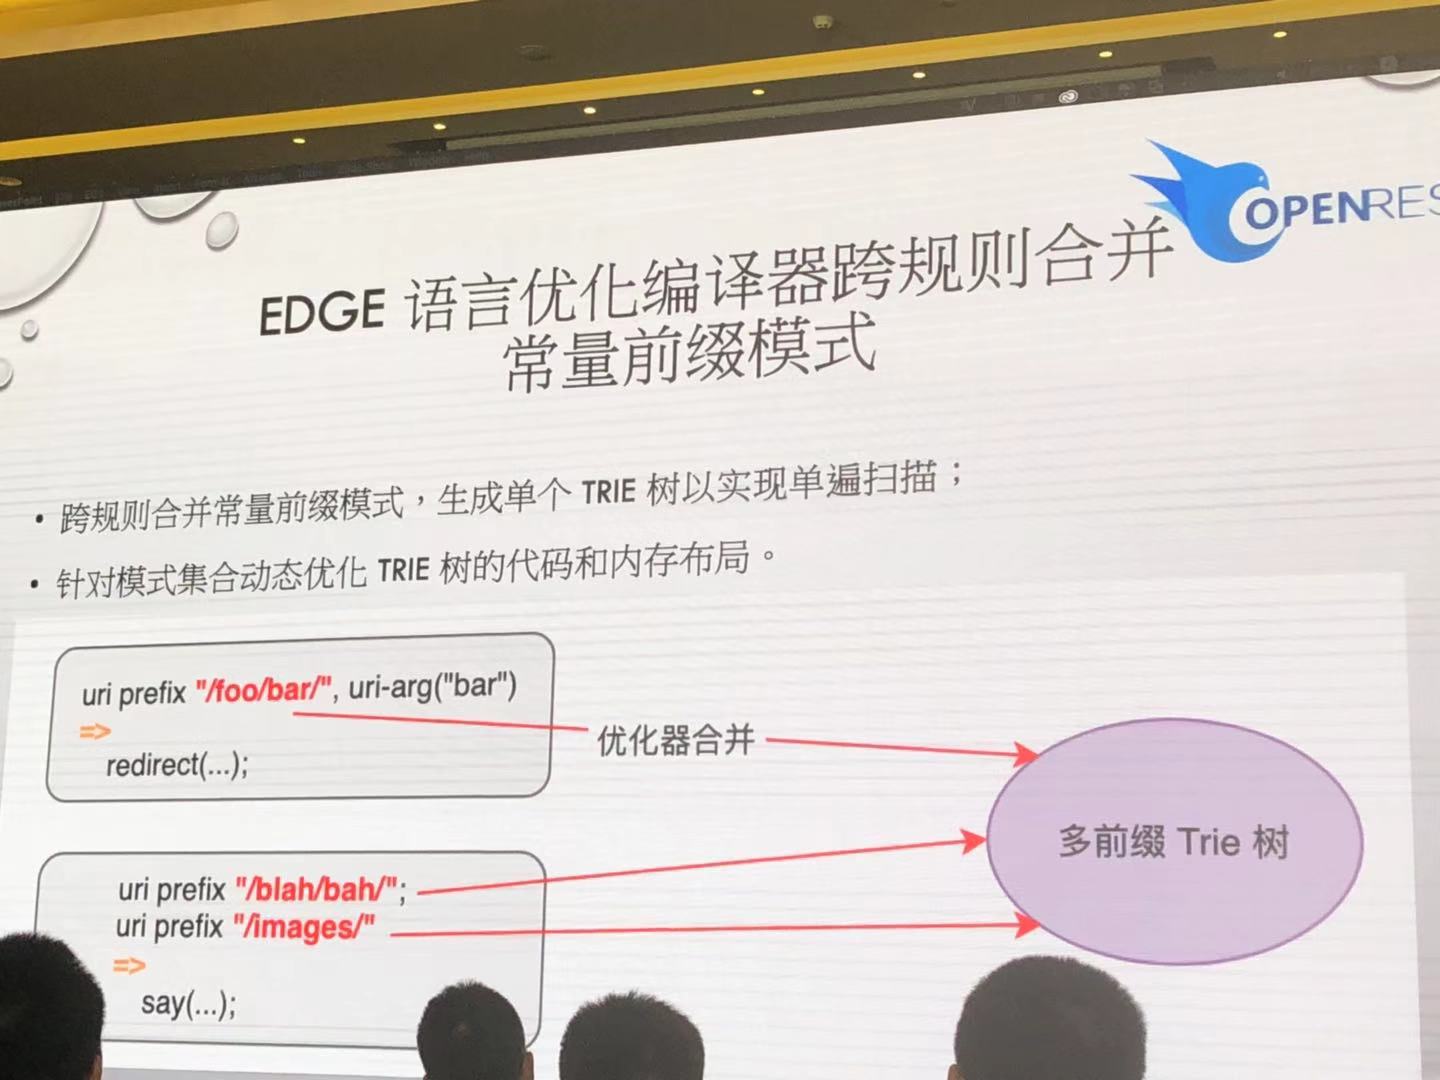 OPENRES
EDGE 语言优化编译器跨规则合并
常量前缀模式
• 跨规则合并常量前缀模式，生成单个 TRIE 树以实现单遍扫描；
• 针对模式集合动态优化 TRIE 树的代码和内存布局。
uri prefix "/foo/bar/", uri-arg("bar")
=>
redirect(...);
优化器合并
多前缀 Trie 树
uri prefix "/blah/bah/";
uri prefix "/images/"
=>
say(...);